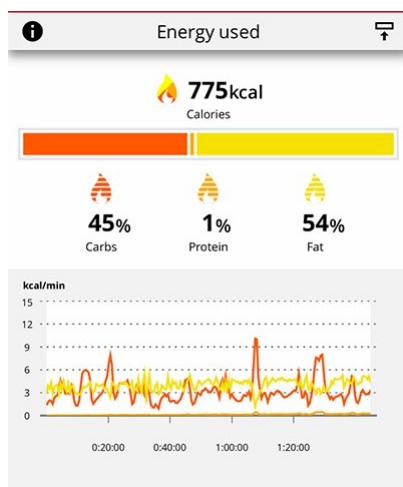 Energy used
775kcal
Calories
45% 1% 54%
Carbs Protein Fat
kcal/min
15
12
9
6
3
0
0:20:00 0:40:00 1:00:00 1:20:00